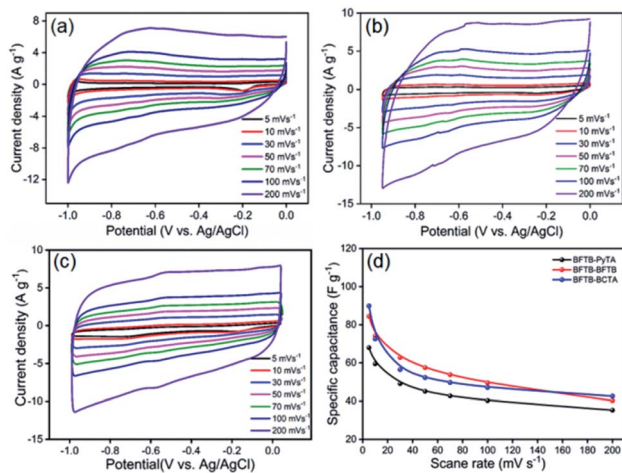 (a)
Current density (A g⁻¹)
8
4
0
-4
-8
-12
5 mVs⁻¹
10 mVs⁻¹
30 mVs⁻¹
50 mVs⁻¹
70 mVs⁻¹
100 mVs⁻¹
200 mVs⁻¹
-1.0 -0.8 -0.6 -0.4 -0.2 0.0
Potential (V vs. Ag/AgCl)
(b)
Current density (A g⁻¹)
10
5
0
-5
-10
-15
5 mVs⁻¹
10 mVs⁻¹
30 mVs⁻¹
50 mVs⁻¹
70 mVs⁻¹
100 mVs⁻¹
200 mVs⁻¹
-1.0 -0.8 -0.6 -0.4 -0.2 0.0
Potential (V vs. Ag/AgCl)
(c)
Current density (A g⁻¹)
10
5
0
-5
-10
-15
5 mVs⁻¹
10 mVs⁻¹
30 mVs⁻¹
50 mVs⁻¹
70 mVs⁻¹
100 mVs⁻¹
200 mVs⁻¹
-1.0 -0.8 -0.6 -0.4 -0.2 0.0
Potential(V vs. Ag/AgCl)
(d)
Specific capacitance (F g⁻¹)
120
100
80
60
40
20
BFTB-PyTA
BFTB-BFTB
BFTB-BCTA
0 20 40 60 80 100 120 140 160 180 200
Scane rate (mV s⁻¹)